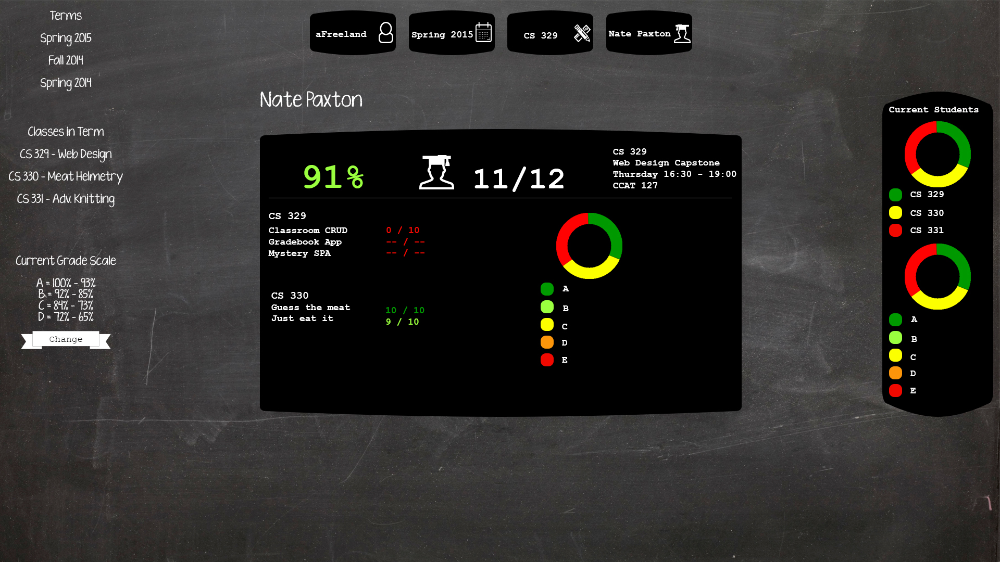 Terms
Spring 2015
Fall 2014
Spring 2014
Classes in Term
CS 329 - Web Design
CS 330 - Meat Helmetry
CS 331 - Adv. Knitting
Current Grade Scale
A = 100% - 93%
B = 92% - 85%
C = 84% - 73%
D = 72% - 65%
Change
aFreeland
Spring 2015
CS 329
Nate Paxton
Nate Paxton
91%
11/12
CS 329
Web Design Capstone
Thursday 16:30 - 19:00
CCAT 127
CS 329
Classroom CRUD 0 / 10
Gradebook App -- / --
Mystery SPA -- / --
CS 330
Guess the meat 10 / 10
Just eat it 9 / 10
A
B
C
D
E
Current Students
CS 329
CS 330
CS 331
A
B
C
D
E